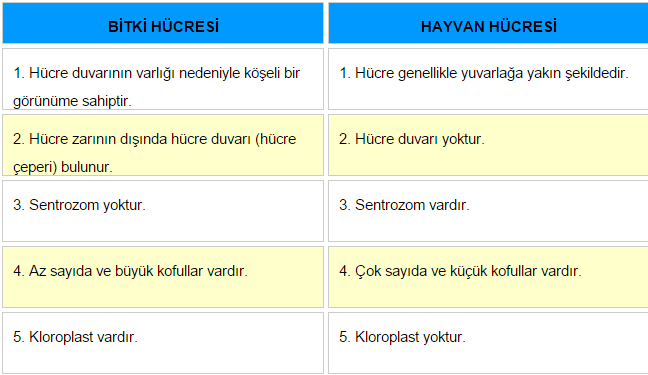 BİTKİ HÜCRESİ
HAYVAN HÜCRESİ
1. Hücre duvarının varlığı nedeniyle köşeli bir
görünüme sahiptir.
1. Hücre genellikle yuvarlağa yakın şekildedir.
2. Hücre zarının dışında hücre duvarı (hücre
çeperi) bulunur.
2. Hücre duvarı yoktur.
3. Sentrozom yoktur.
3. Sentrozom vardır.
4. Az sayıda ve büyük kofullar vardır.
4. Çok sayıda ve küçük kofullar vardır.
5. Kloroplast vardır.
5. Kloroplast yoktur.